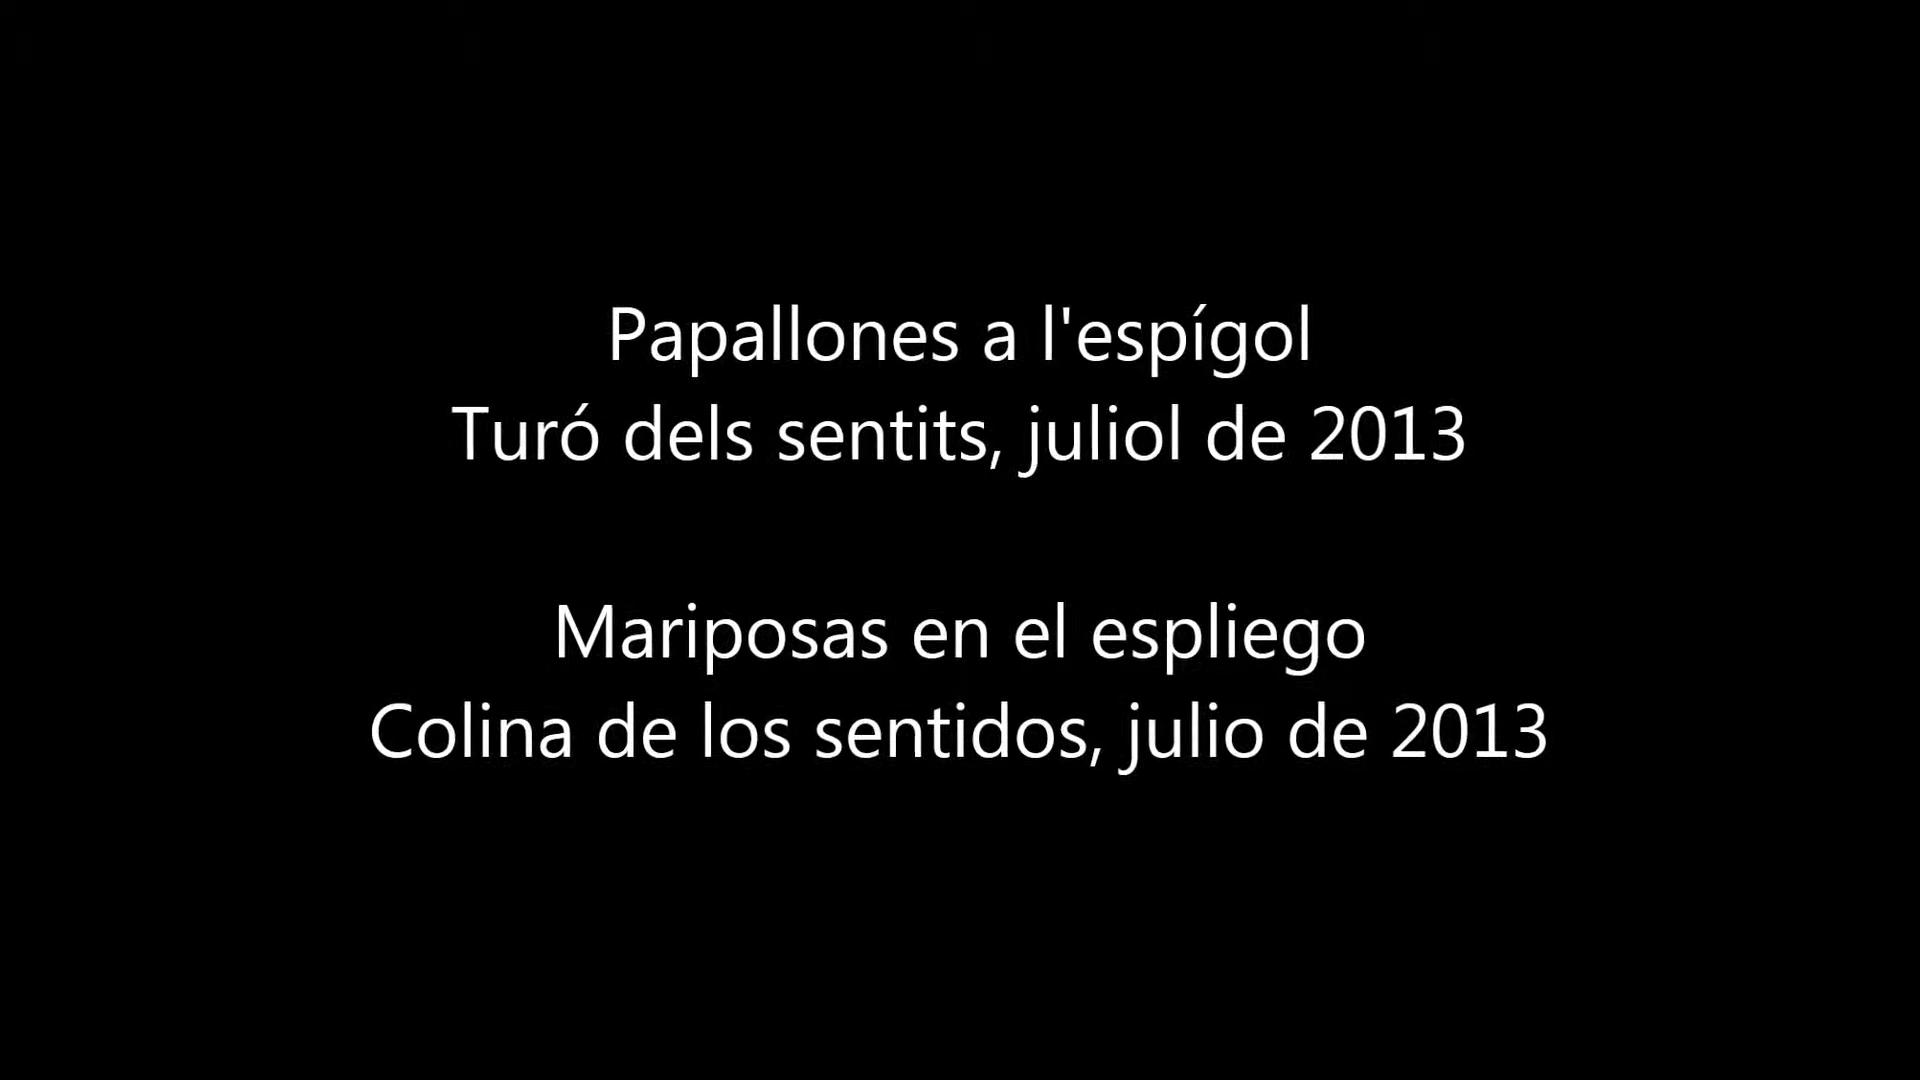 Papallones a l'espígol
Turó dels sentits, juliol de 2013
Mariposas en el espliego
Colina de los sentidos, julio de 2013